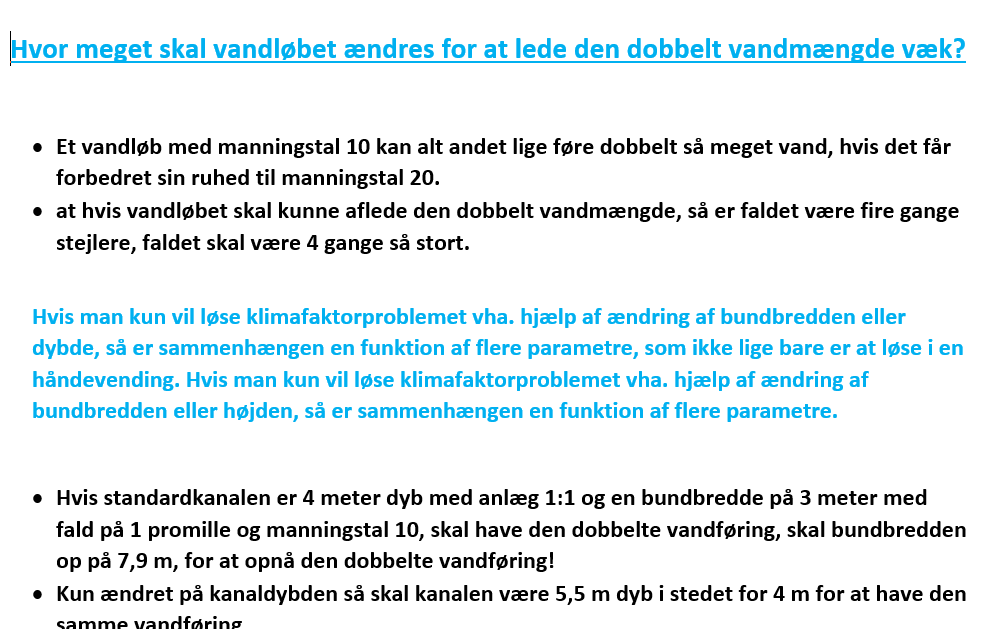 Hvor meget skal vandløbet ændres for at lede den dobbelt vandmængde væk?
• Et vandløb med manningstal 10 kan alt andet lige føre dobbelt så meget vand, hvis det får
forbedret sin ruhed til manningstal 20.
• at hvis vandløbet skal kunne aflede den dobbelt vandmængde, så er faldet være fire gange
stejlere, faldet skal være 4 gange så stort.
Hvis man kun vil løse klimafaktorproblemet vha. hjælp af ændring af bundbredden eller
dybde, så er sammenhængen en funktion af flere parametre, som ikke lige bare er at løse i en
håndevending. Hvis man kun vil løse klimafaktorproblemet vha. hjælp af ændring af
bundbredden eller højden, så er sammenhængen en funktion af flere parametre.
• Hvis standardkanalen er 4 meter dyb med anlæg 1:1 og en bundbredde på 3 meter med
fald på 1 promille og manningstal 10, skal have den dobbelte vandføring, skal bundbredden
op på 7,9 m, for at opnå den dobbelte vandføring!
• Kun ændret på kanaldybden så skal kanalen være 5,5 m dyb i stedet for 4 m for at have den
samme vandføring